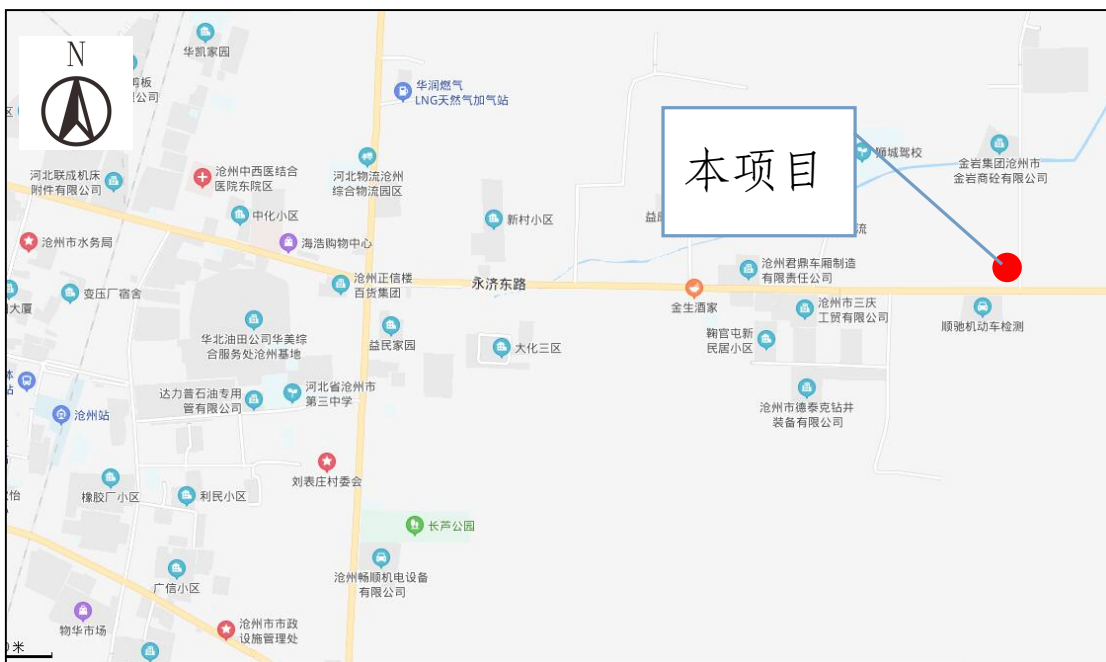 N
华凯家园
剪板
公司
区
华润燃气
LNG天然气加气站
本项目
狮城驾校
金岩集团沧州市
金岩商砼有限公司
河北联成机床
附件有限公司
沧州中西医结合
医院东院区
河北物流沧州
综合物流园区
中化小区
新村小区
益
流
沧州市水务局
海浩购物中心
沧州君鼎车厢制造
有限责任公司
永济东路
沧州正信楼
百货集团
变压厂宿舍
大厦
金生酒家
沧州市三庆
工贸有限公司
顺驰机动车检测
华北油田公司华美综
合服务处沧州基地
益民家园
大化三区
鞠官屯新
民居小区
体
站
达力普石油专用
管有限公司
河北省沧州市
第三中学
沧州市德泰克钻井
装备有限公司
沧州站
刘表庄村委会
橡胶厂小区
利民小区
怡
长芦公园
沧州畅顺机电设备
有限公司
广信小区
物华市场
沧州市市政
设施管理处
0米